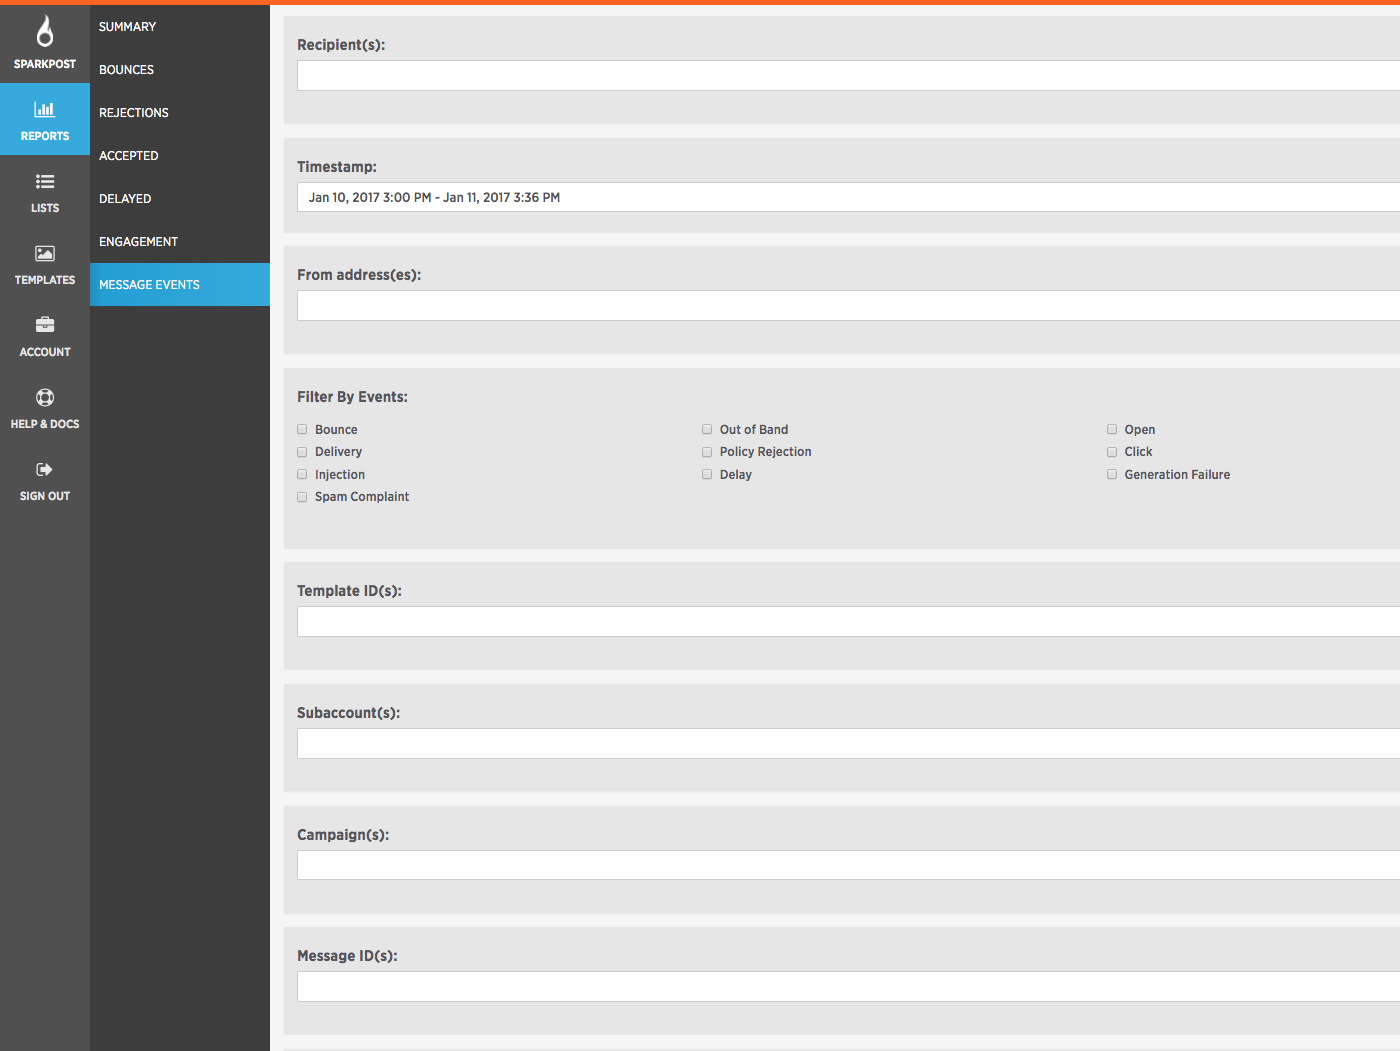 SPARKPOST
REPORTS
LISTS
TEMPLATES
ACCOUNT
HELP & DOCS
SIGN OUT
SUMMARY
BOUNCES
REJECTIONS
ACCEPTED
DELAYED
ENGAGEMENT
MESSAGE EVENTS
Recipient(s):
Timestamp:
Jan 10, 2017 3:00 PM - Jan 11, 2017 3:36 PM
From address(es):
Filter By Events:
Bounce
Out of Band
Open
Delivery
Policy Rejection
Click
Injection
Delay
Generation Failure
Spam Complaint
Template ID(s):
Subaccount(s):
Campaign(s):
Message ID(s):